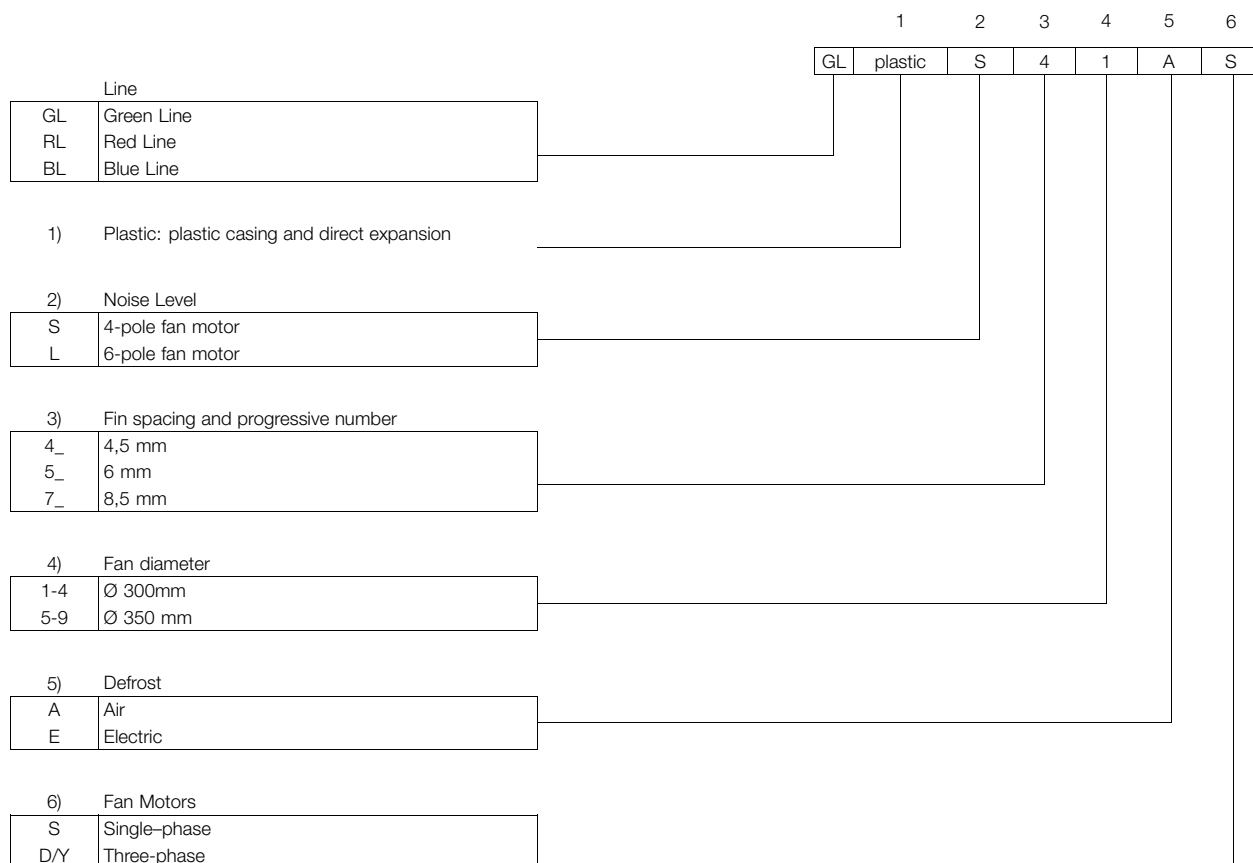 1 2 3 4 5 6
GL plastic S 4 1 A S
Line
GL Green Line
RL Red Line
BL Blue Line
1) Plastic: plastic casing and direct expansion
2) Noise Level
S 4-pole fan motor
L 6-pole fan motor
3) Fin spacing and progressive number
4_ 4,5 mm
5_ 6 mm
7_ 8,5 mm
4) Fan diameter
1-4 Ø 300mm
5-9 Ø 350 mm
5) Defrost
A Air
E Electric
6) Fan Motors
S Single–phase
D/Y Three-phase